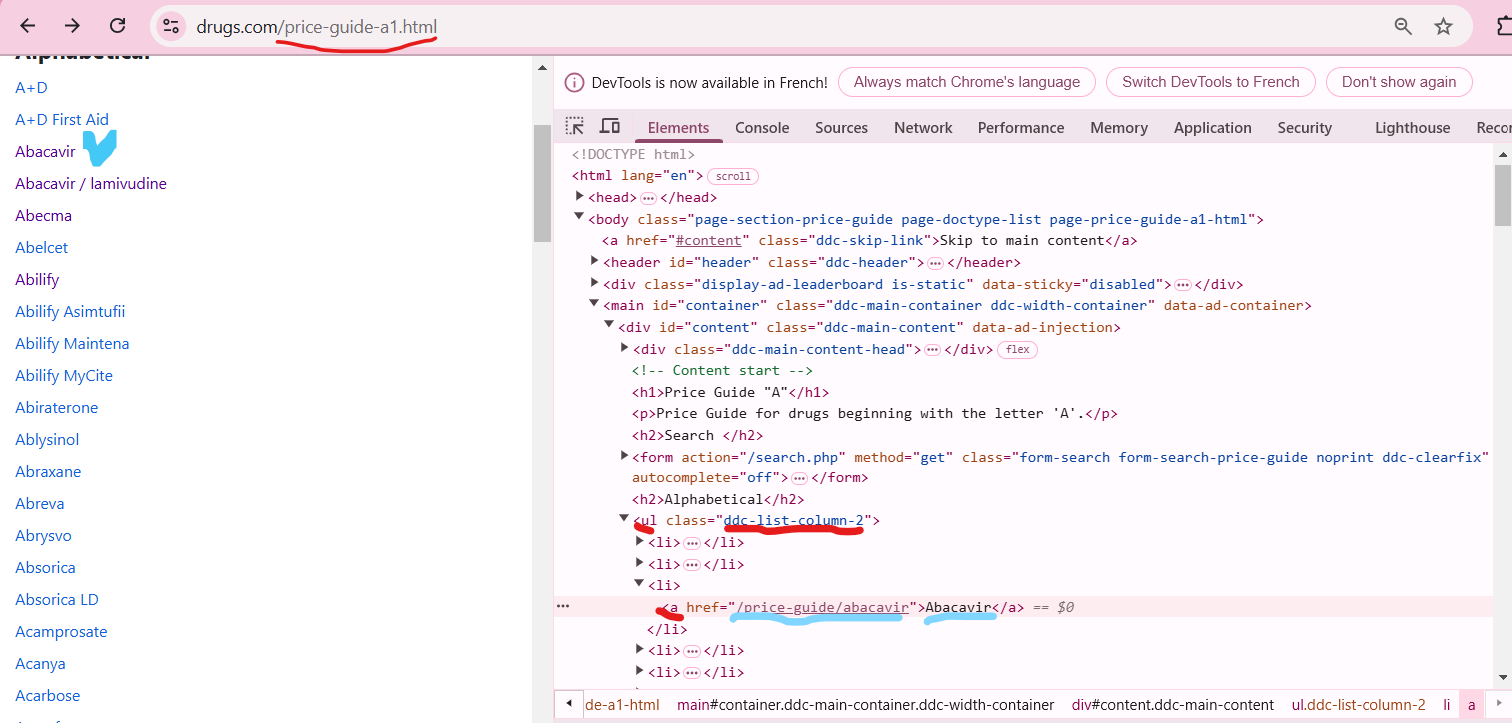 drugs.com/price-guide-a1.html
Alphabetical
A+D
A+D First Aid
Abacavir
Abacavir / lamivudine
Abecma
Abelcet
Abilify
Abilify Asimtufii
Abilify Maintena
Abilify MyCite
Abiraterone
Ablysinol
Abraxane
Abreva
Abrysvo
Absorica
Absorica LD
Acamprosate
Acanya
Acarbose
DevTools is now available in French! Always match Chrome's language Switch DevTools to French Don't show again
Elements Console Sources Network Performance Memory Application Security Lighthouse Recor
<!DOCTYPE html>
<html lang="en"> scroll
<head> ⋯ </head>
<body class="page-section-price-guide page-doctype-list page-price-guide-a1-html">
<a href="#content" class="ddc-skip-link">Skip to main content</a>
<header id="header" class="ddc-header"> ⋯ </header>
<div class="display-ad-leaderboard is-static" data-sticky="disabled"> ⋯ </div>
<main id="container" class="ddc-main-container ddc-width-container" data-ad-container>
<div id="content" class="ddc-main-content" data-ad-injection>
<div class="ddc-main-content-head"> ⋯ </div> flex
<!-- Content start -->
<h1>Price Guide "A"</h1>
<p>Price Guide for drugs beginning with the letter 'A'.</p>
<h2>Search </h2>
<form action="/search.php" method="get" class="form-search form-search-price-guide noprint ddc-clearfix"
autocomplete="off"> ⋯ </form>
<h2>Alphabetical</h2>
<ul class="ddc-list-column-2">
<li> ⋯ </li>
<li> ⋯ </li>
<li>
<a href="/price-guide/abacavir">Abacavir</a> == $0
</li>
<li> ⋯ </li>
<li> ⋯ </li>
de-a1-html main#container.ddc-main-container.ddc-width-container div#content.ddc-main-content ul.ddc-list-column-2 li a